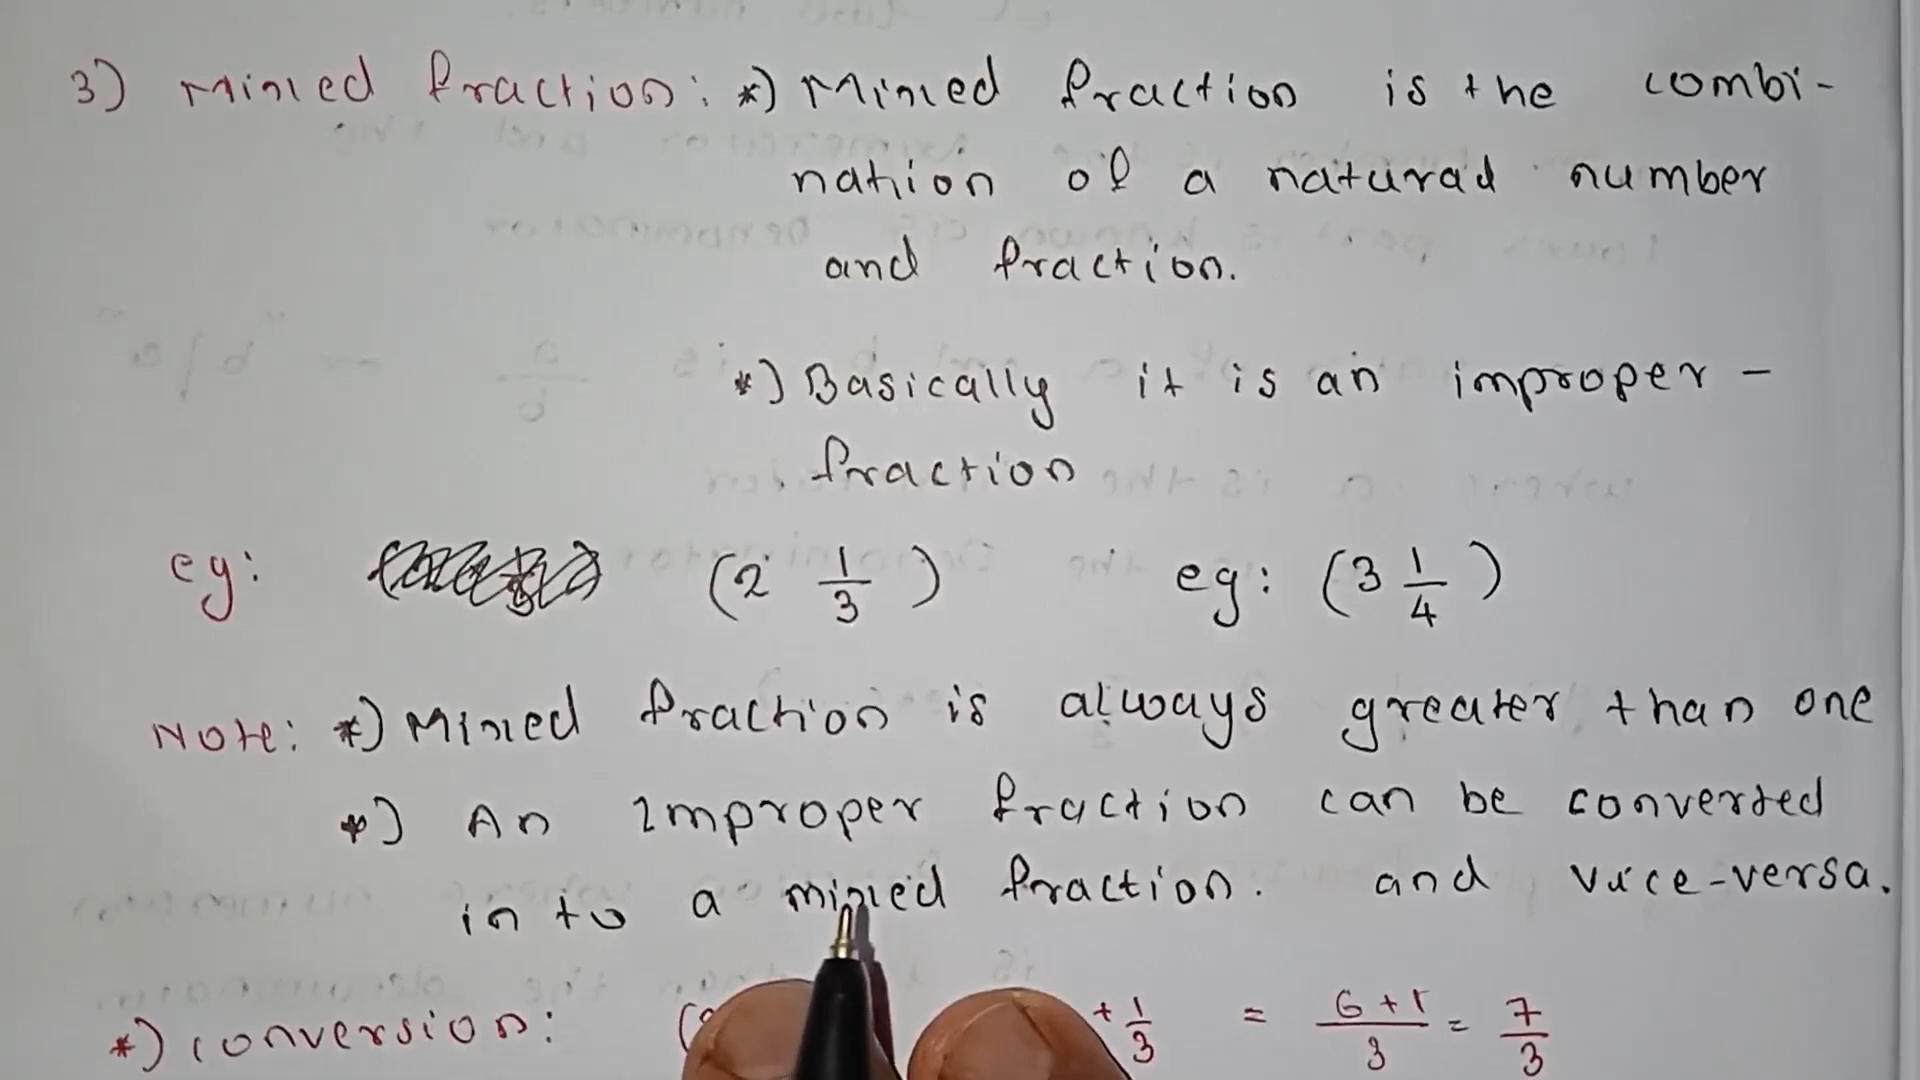 3) Mixed fraction: *) Mixed fraction is the combi-
nation of a natural number
and fraction.
*) Basically it is an improper -
fraction
eg: (2 1/3) eg: (3 1/4)
Note: *) Mixed fraction is always greater than one
*) An Improper fraction can be converted
in to a mixed fraction. and vice-versa.
*) conversion: ( + 1/3 = 6+1/3 = 7/3